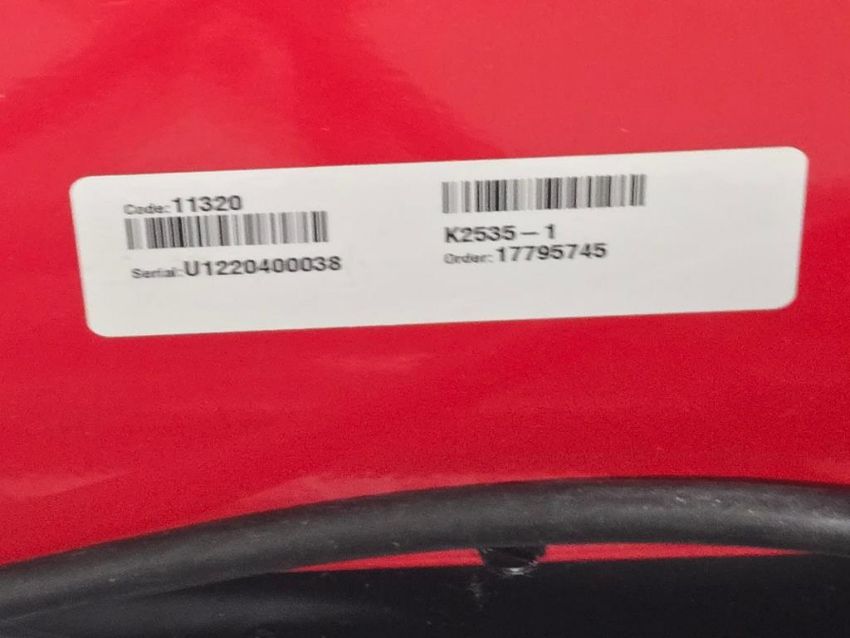 Code: 11320
Serial: U1220400038
K2535-1
Order: 17795745